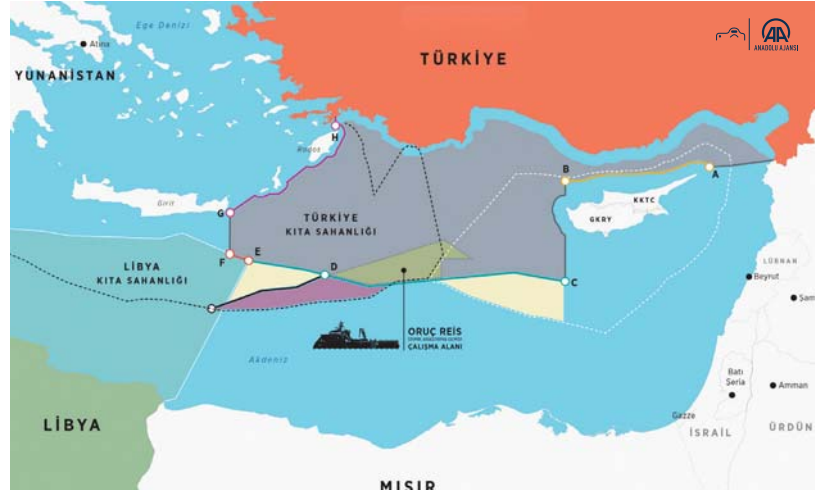 Ege Denizi
Atina
YUNANİSTAN
TÜRKİYE
AA
ANADOLU AJANSI
H
Rodos
B
A
Girit
G
KKTC
GKRY
TÜRKİYE
KITA SAHANLIĞI
F
E
LİBYA
KITA SAHANLIĞI
D
C
LÜBNAN
Beyrut
Şam
ORUÇ REİS
ÇALIŞMA ALANI
Akdeniz
Batı
Şeria
Amman
Gazze
İSRAİL
ÜRDÜN
LİBYA
MISIR